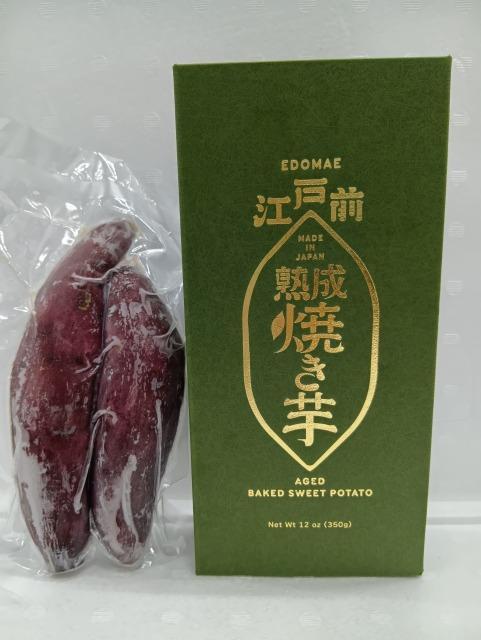 EDOMAE
江戸前
MADE
IN
JAPAN
熟成
焼き芋
AGED
BAKED SWEET POTATO
Net Wt 12 oz (350g)